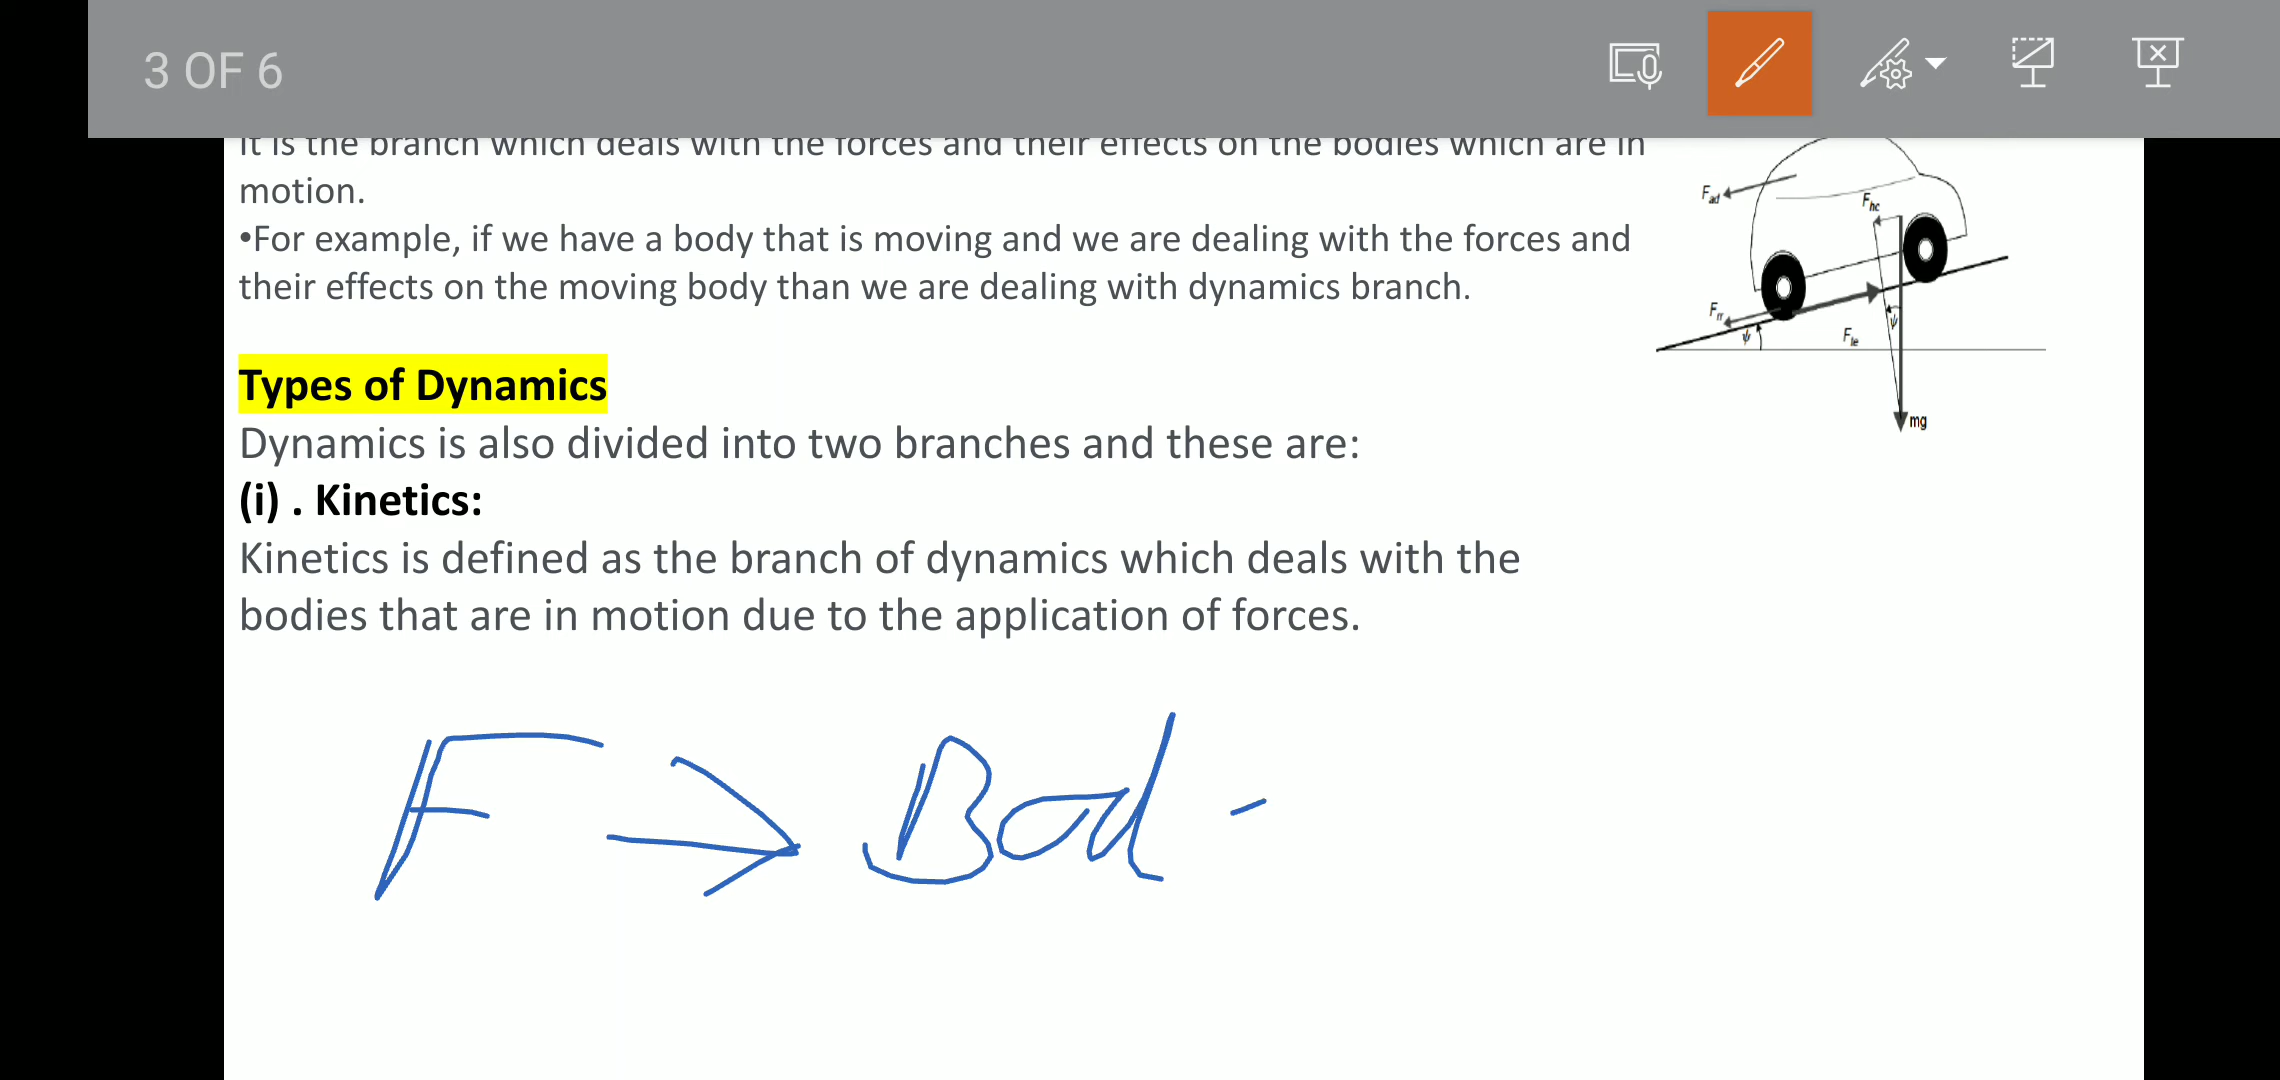 3 OF 6
It is the branch which deals with the forces and their effects on the bodies which are in
motion.
•For example, if we have a body that is moving and we are dealing with the forces and
their effects on the moving body than we are dealing with dynamics branch.
Types of Dynamics
Dynamics is also divided into two branches and these are:
(i) . Kinetics:
Kinetics is defined as the branch of dynamics which deals with the
bodies that are in motion due to the application of forces.
F → Bod -
Fad
Fhc
Frr
ψ
Fte
ψ
mg